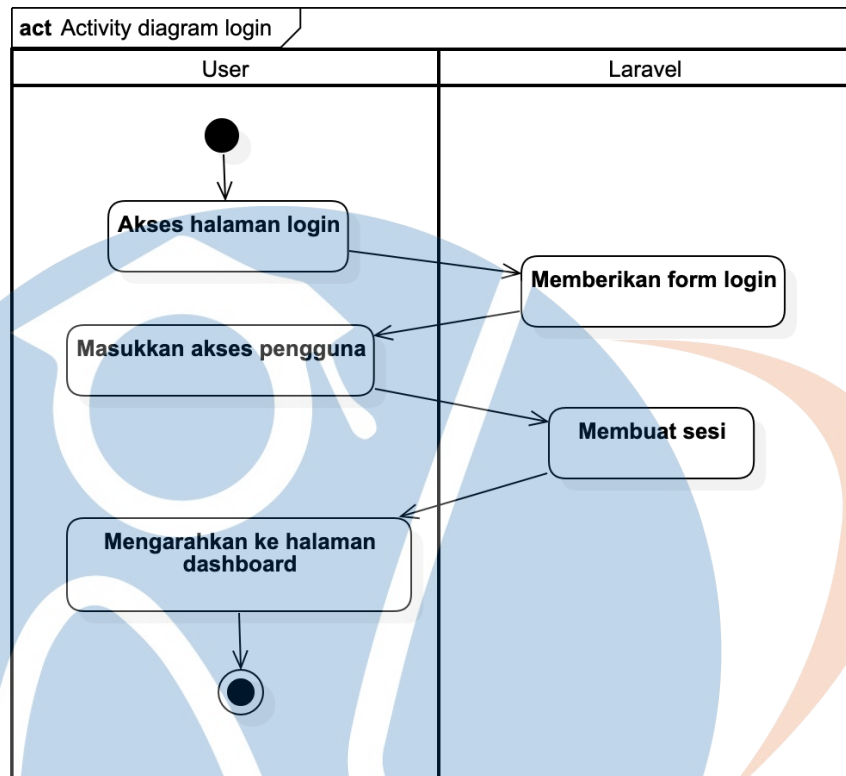 act Activity diagram login
User
Laravel
Akses halaman login
Memberikan form login
Masukkan akses pengguna
Membuat sesi
Mengarahkan ke halaman
dashboard